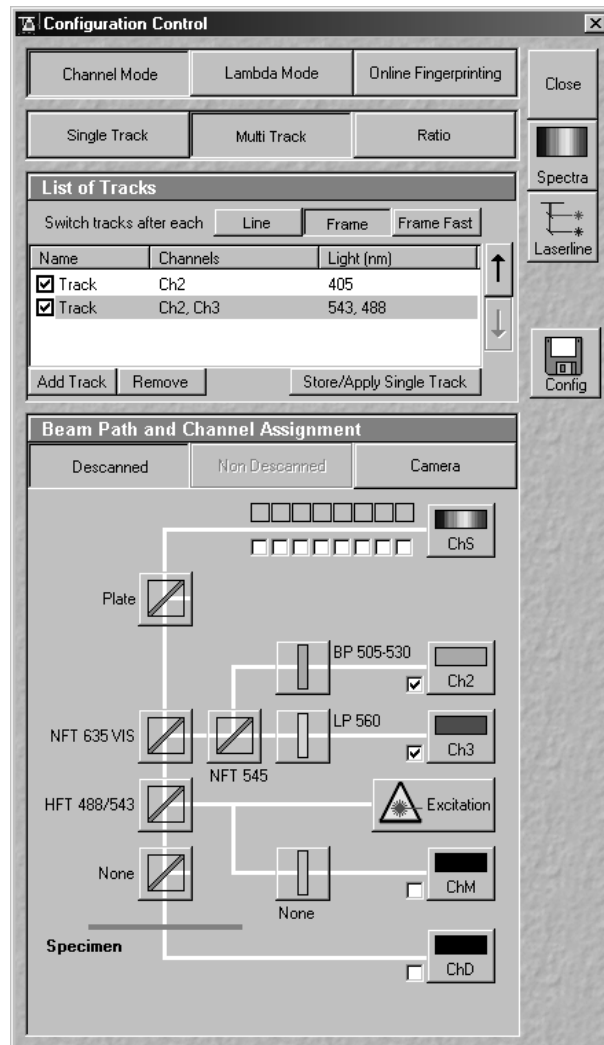 Configuration Control
Channel Mode Lambda Mode Online Fingerprinting
Close
Single Track Multi Track Ratio
Spectra
List of Tracks
Switch tracks after each Line Frame Frame Fast
Laserline
Name Channels Light (nm)
Track Ch2 405
Track Ch2, Ch3 543, 488
Add Track Remove Store/Apply Single Track
Config
Beam Path and Channel Assignment
Descanned Non Descanned Camera
ChS
Plate
BP 505-530
Ch2
LP 560
NFT 635 VIS
Ch3
NFT 545
HFT 488/543
Excitation
None
ChM
None
Specimen
ChD